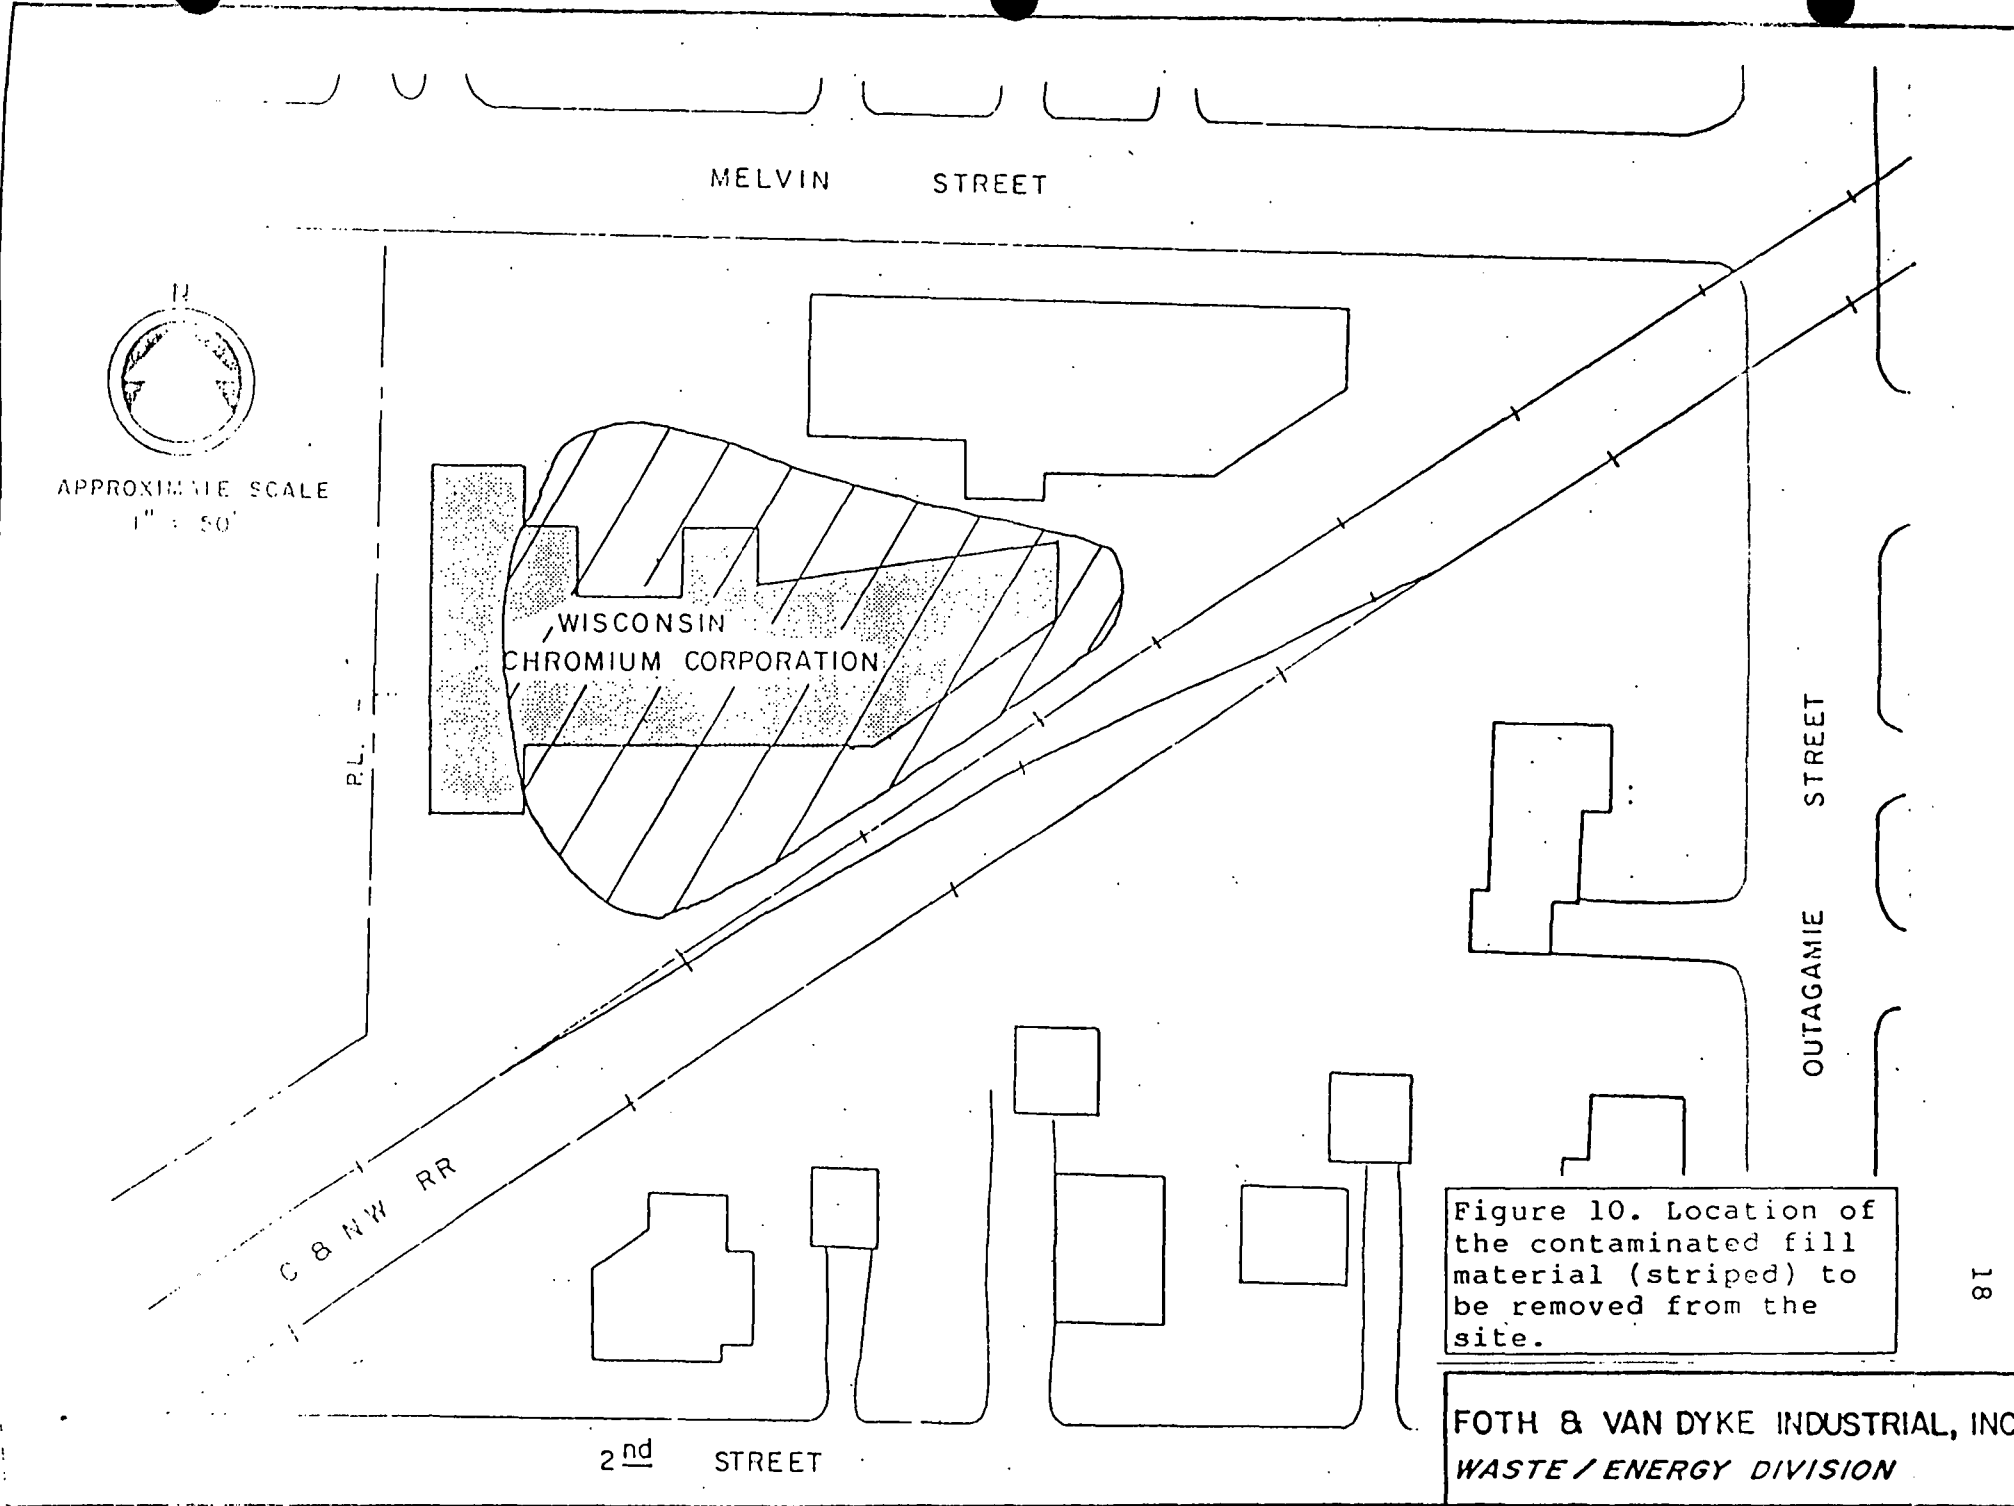 MELVIN STREET
N
APPROXIMATE SCALE
1" = 50'
WISCONSIN
CHROMIUM CORPORATION
P.L.
STREET
OUTAGAMIE
C & NW RR
Figure 10. Location of
the contaminated fill
material (striped) to
be removed from the
site.
18
FOTH & VAN DYKE INDUSTRIAL, INC
WASTE / ENERGY DIVISION
2nd STREET